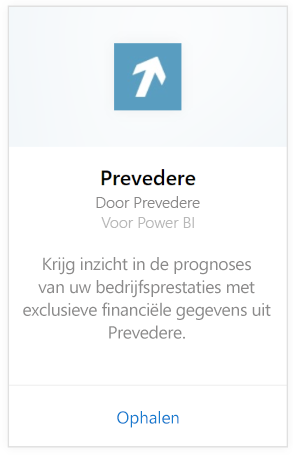 Prevedere
Door Prevedere
Voor Power BI
Krijg inzicht in de prognoses
van uw bedrijfsprestaties met
exclusieve financiële gegevens uit
Prevedere.
Ophalen